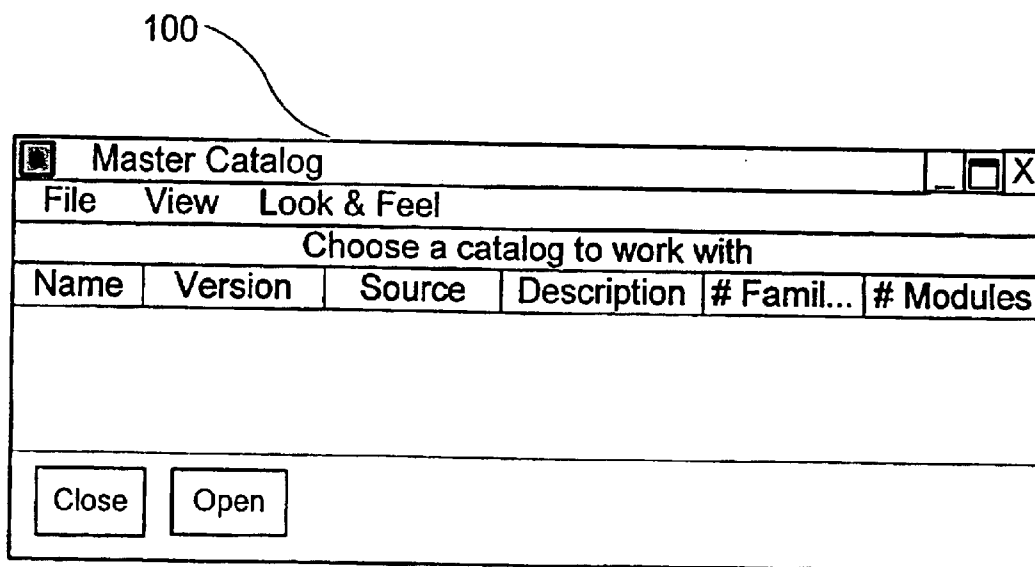 100
Master Catalog _ X
File View Look & Feel
Choose a catalog to work with
Name Version Source Description # Famil... # Modules
Close Open